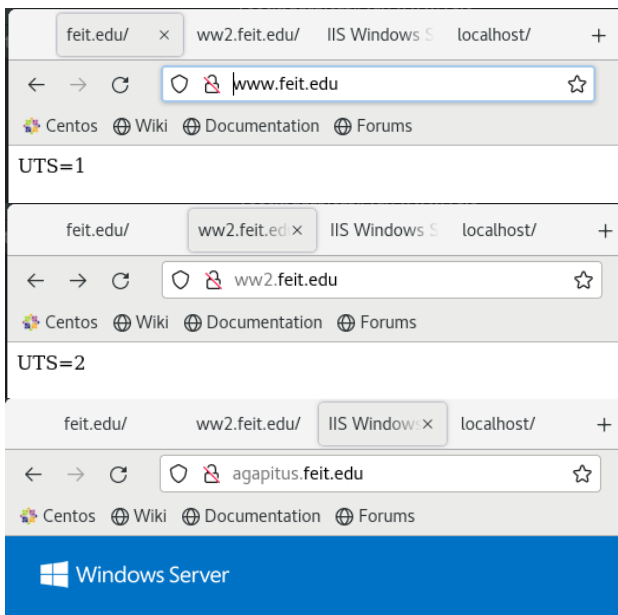 feit.edu/ × ww2.feit.edu/ IIS Windows S localhost/ +
www.feit.edu
Centos Wiki Documentation Forums
UTS=1
feit.edu/ ww2.feit.ed × IIS Windows S localhost/ +
ww2.feit.edu
Centos Wiki Documentation Forums
UTS=2
feit.edu/ ww2.feit.edu/ IIS Windows × localhost/ +
agapitus.feit.edu
Centos Wiki Documentation Forums
Windows Server